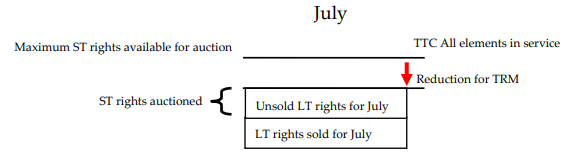 July
Maximum ST rights available for auction
TTC All elements in service
Reduction for TRM
ST rights auctioned
Unsold LT rights for July
LT rights sold for July